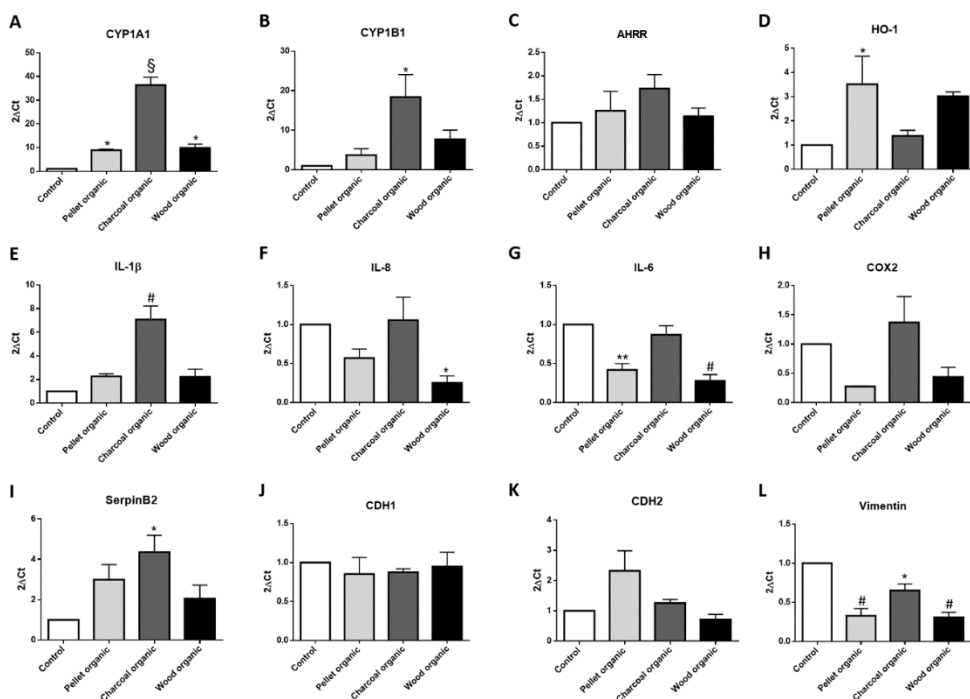 A
CYP1A1
2ΔCt
50
40
30
20
10
0
*
§
*
Control
Pellet organic
Charcoal organic
Wood organic
B
CYP1B1
2ΔCt
30
20
10
0
*
Control
Pellet organic
Charcoal organic
Wood organic
C
AHRR
2ΔCt
2.5
2.0
1.5
1.0
0.5
0.0
Control
Pellet organic
Charcoal organic
Wood organic
D
HO-1
2ΔCt
5
4
3
2
1
0
*
Control
Pellet organic
Charcoal organic
Wood organic
E
IL-1β
2ΔCt
10
8
6
4
2
0
#
Control
Pellet organic
Charcoal organic
Wood organic
F
IL-8
2ΔCt
1.5
1.0
0.5
0.0
*
Control
Pellet organic
Charcoal organic
Wood organic
G
IL-6
2ΔCt
1.5
1.0
0.5
0.0
**
#
Control
Pellet organic
Charcoal organic
Wood organic
H
COX2
2ΔCt
2.0
1.5
1.0
0.5
0.0
Control
Pellet organic
Charcoal organic
Wood organic
I
SerpinB2
2ΔCt
6
4
2
0
*
Control
Pellet organic
Charcoal organic
Wood organic
J
CDH1
2ΔCt
1.5
1.0
0.5
0.0
Control
Pellet organic
Charcoal organic
Wood organic
K
CDH2
2ΔCt
4
3
2
1
0
Control
Pellet organic
Charcoal organic
Wood organic
L
Vimentin
2ΔCt
1.5
1.0
0.5
0.0
#
*
#
Control
Pellet organic
Charcoal organic
Wood organic